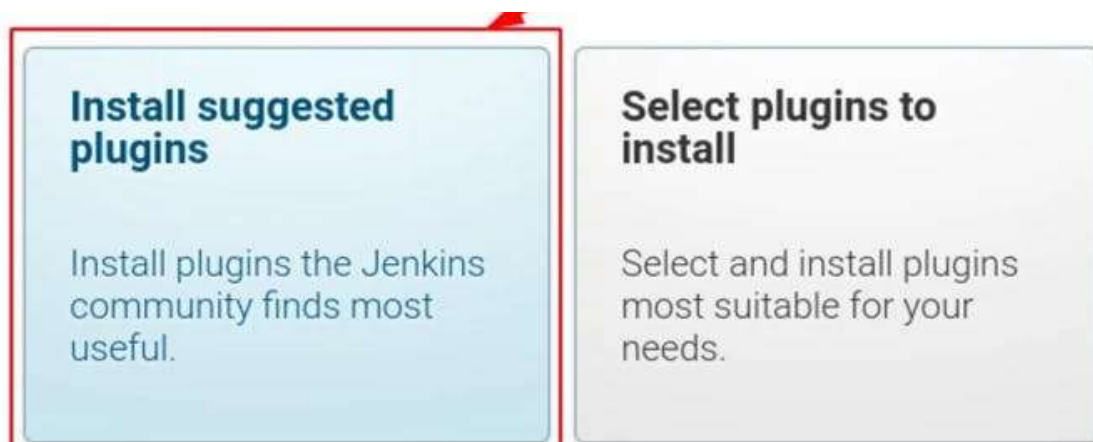 Install suggested
plugins
Install plugins the Jenkins
community finds most
useful.
Select plugins to
install
Select and install plugins
most suitable for your
needs.